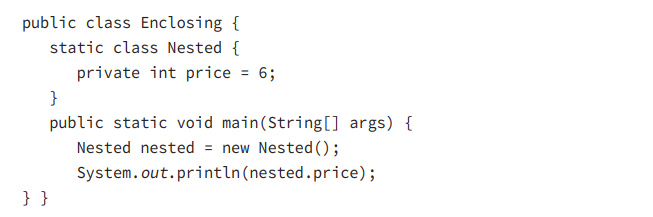 public class Enclosing {
   static class Nested {
      private int price = 6;
   }
   public static void main(String[] args) {
      Nested nested = new Nested();
      System.out.println(nested.price);
} }